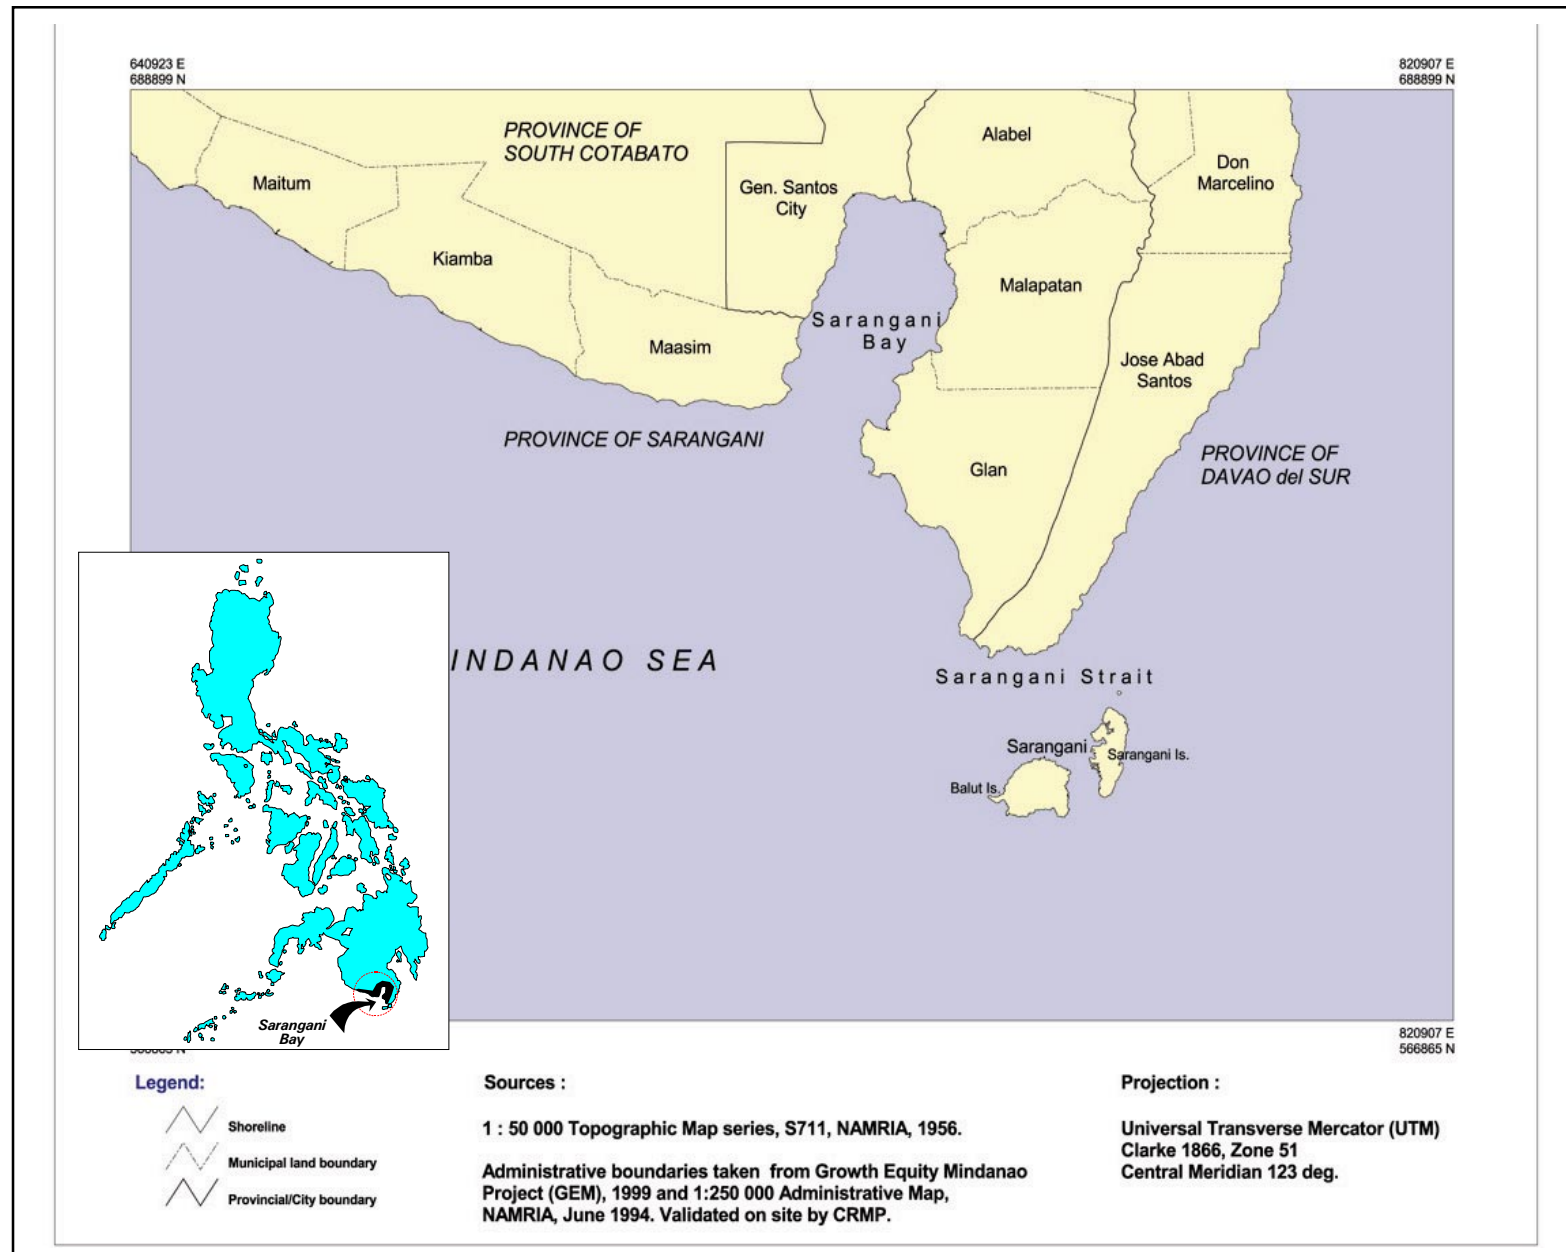 640923 E
688899 N
820907 E
688899 N
PROVINCE OF
SOUTH COTABATO
Alabel
Don
Marcelino
Maitum
Gen. Santos
City
Kiamba
Malapatan
Sarangani
Bay
Maasim
Jose Abad
Santos
PROVINCE OF SARANGANI
Glan
PROVINCE OF
DAVAO del SUR
INDANAO SEA
Sarangani Strait
Sarangani
Sarangani Is.
Balut Is.
Sarangani
Bay
820907 E
566865 N
Legend:
Shoreline
Municipal land boundary
Provincial/City boundary
Sources :
1 : 50 000 Topographic Map series, S711, NAMRIA, 1956.
Administrative boundaries taken from Growth Equity Mindanao
Project (GEM), 1999 and 1:250 000 Administrative Map,
NAMRIA, June 1994. Validated on site by CRMP.
Projection :
Universal Transverse Mercator (UTM)
Clarke 1866, Zone 51
Central Meridian 123 deg.